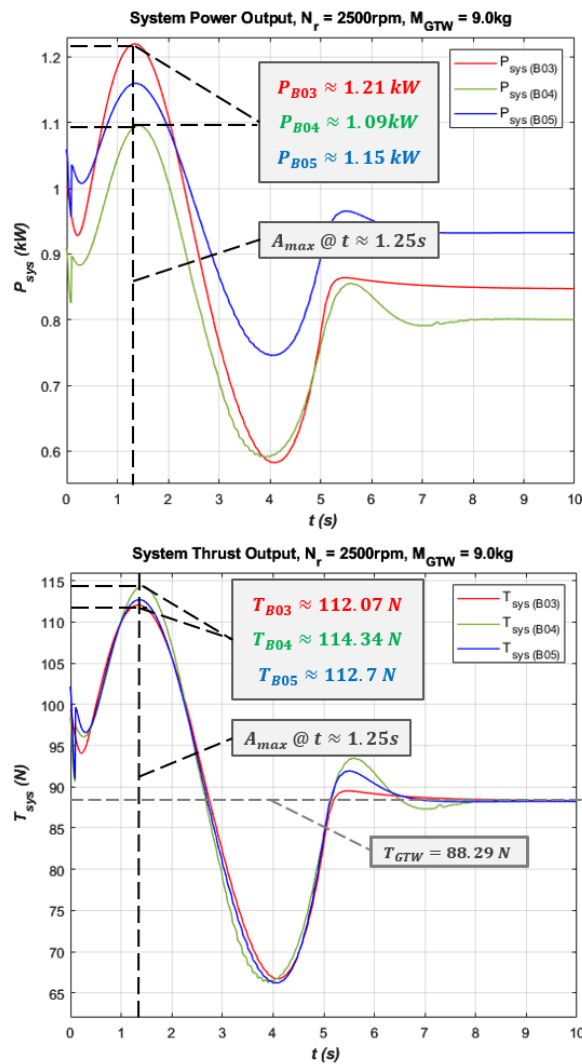 System Power Output, N_r = 2500rpm, M_GTW = 9.0kg
P_sys (kW)
1.2
1.1
1
0.9
0.8
0.7
0.6
P_B03 ≈ 1.21 kW
P_B04 ≈ 1.09kW
P_B05 ≈ 1.15 kW
A_max @ t ≈ 1.25s
P_sys (B03)
P_sys (B04)
P_sys (B05)
0 1 2 3 4 5 6 7 8 9 10
t (s)
System Thrust Output, N_r = 2500rpm, M_GTW = 9.0kg
T_sys (N)
115
110
105
100
95
90
85
80
75
70
65
T_B03 ≈ 112.07 N
T_B04 ≈ 114.34 N
T_B05 ≈ 112.7 N
A_max @ t ≈ 1.25s
T_GTW = 88.29 N
T_sys (B03)
T_sys (B04)
T_sys (B05)
0 1 2 3 4 5 6 7 8 9 10
t (s)